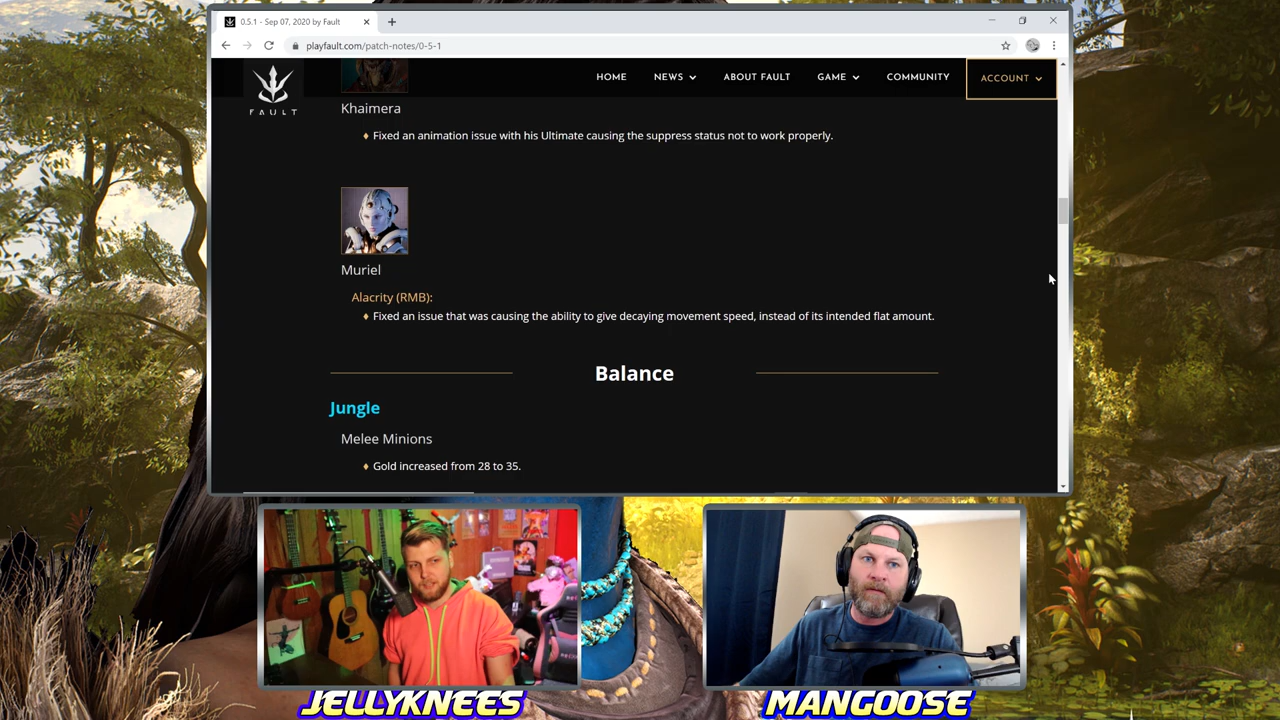 0.5.1 - Sep 07, 2020 by Fault
playfault.com/patch-notes/0-5-1
FAULT
HOME
NEWS
ABOUT FAULT
GAME
COMMUNITY
ACCOUNT
Khaimera
Fixed an animation issue with his Ultimate causing the suppress status not to work properly.
Muriel
Alacrity (RMB):
Fixed an issue that was causing the ability to give decaying movement speed, instead of its intended flat amount.
Balance
Jungle
Melee Minions
Gold increased from 28 to 35.
JELLYKNEES
MANGOOSE